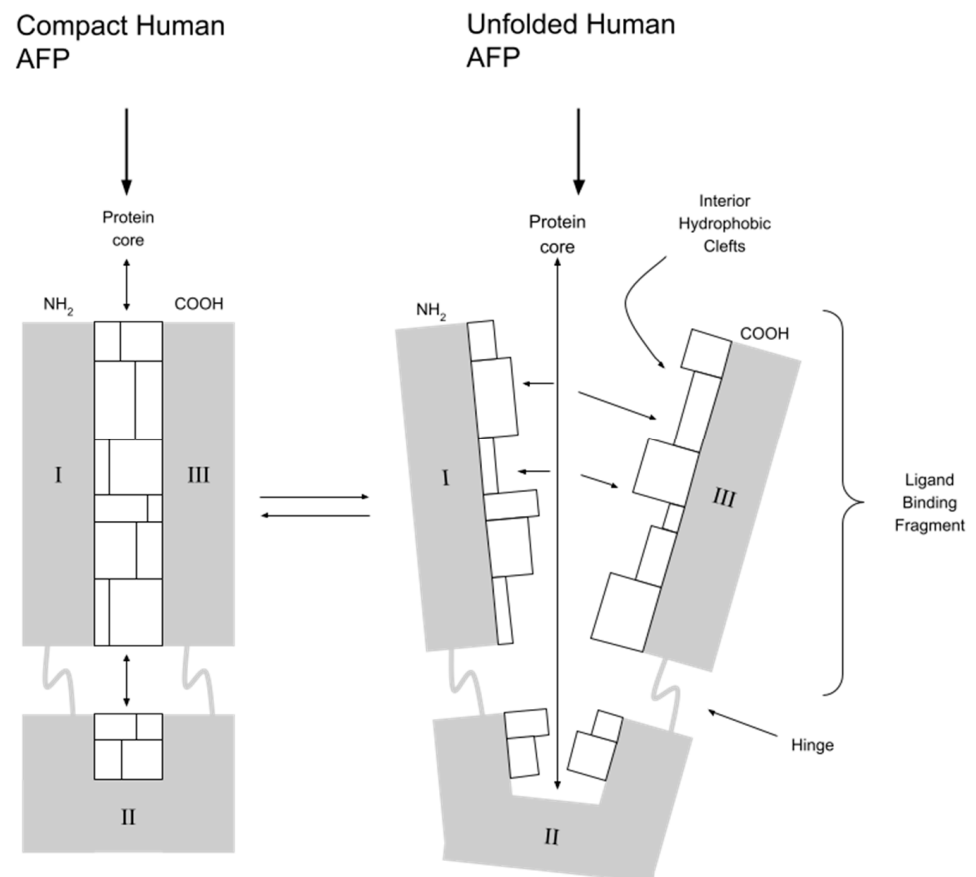 Compact Human
AFP
Unfolded Human
AFP
Protein
core
Protein
core
Interior
Hydrophobic
Clefts
NH₂
COOH
NH₂
COOH
I
III
I
III
Ligand
Binding
Fragment
Hinge
II
II